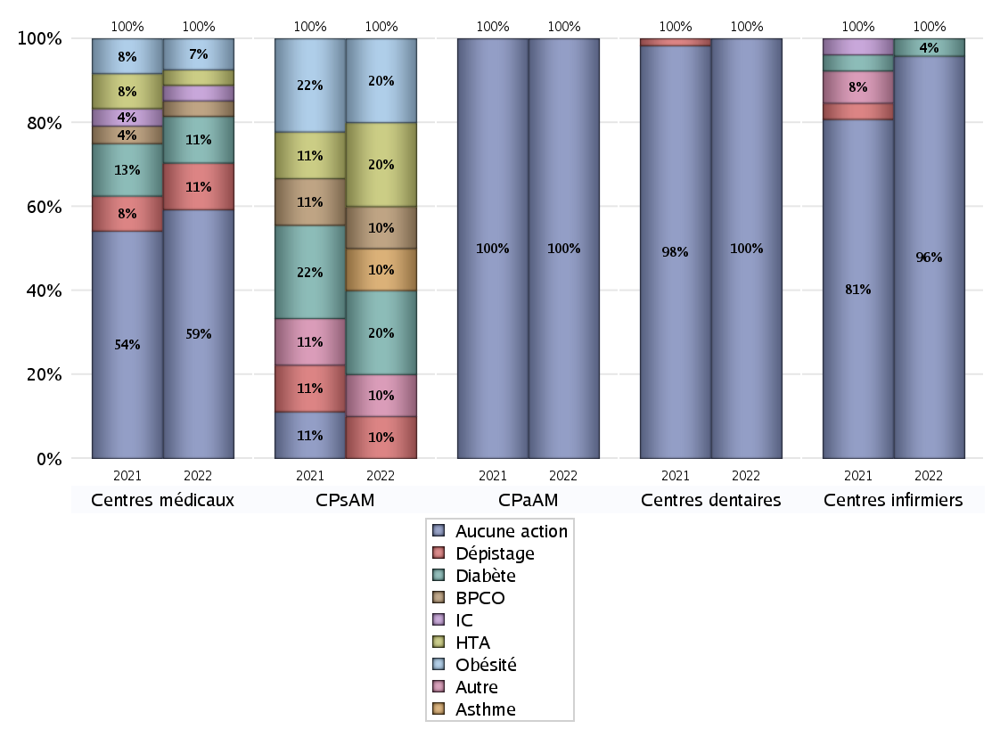 100% 100% 100% 100% 100% 100% 100% 100% 100% 100%
100%
80%
60%
40%
20%
0%
8% 8% 4% 4% 13% 8% 54%
7% 11% 11% 59%
22% 11% 11% 22% 11% 11% 11%
20% 20% 10% 10% 20% 10% 10%
100%
100%
98%
100%
8% 81%
4% 96%
2021 2022 2021 2022 2021 2022 2021 2022 2021 2022
Centres médicaux CPsAM CPaAM Centres dentaires Centres infirmiers
Aucune action
Dépistage
Diabète
BPCO
IC
HTA
Obésité
Autre
Asthme